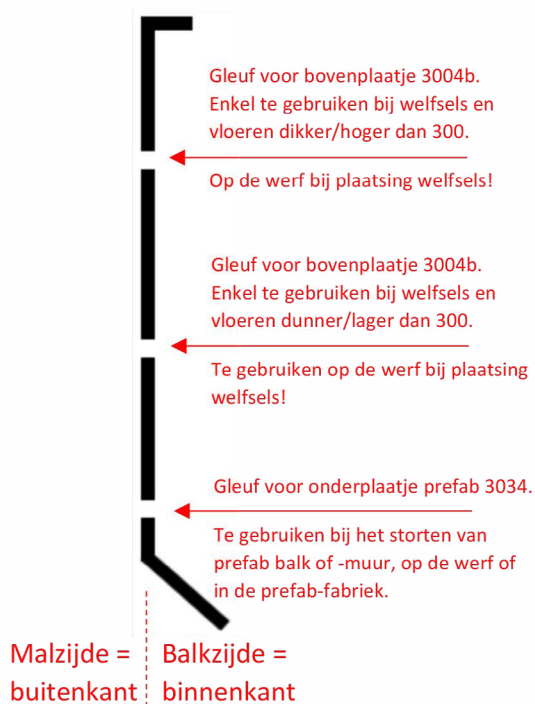 Gleuf voor bovenplaatje 3004b.
Enkel te gebruiken bij welfsels en
vloeren dikker/hoger dan 300.
Op de werf bij plaatsing welfsels!
Gleuf voor bovenplaatje 3004b.
Enkel te gebruiken bij welfsels en
vloeren dunner/lager dan 300.
Te gebruiken op de werf bij plaatsing
welfsels!
Gleuf voor onderplaatje prefab 3034.
Te gebruiken bij het storten van
prefab balk of -muur, op de werf of
in de prefab-fabriek.
Malzijde =
buitenkant
Balkzijde =
binnenkant